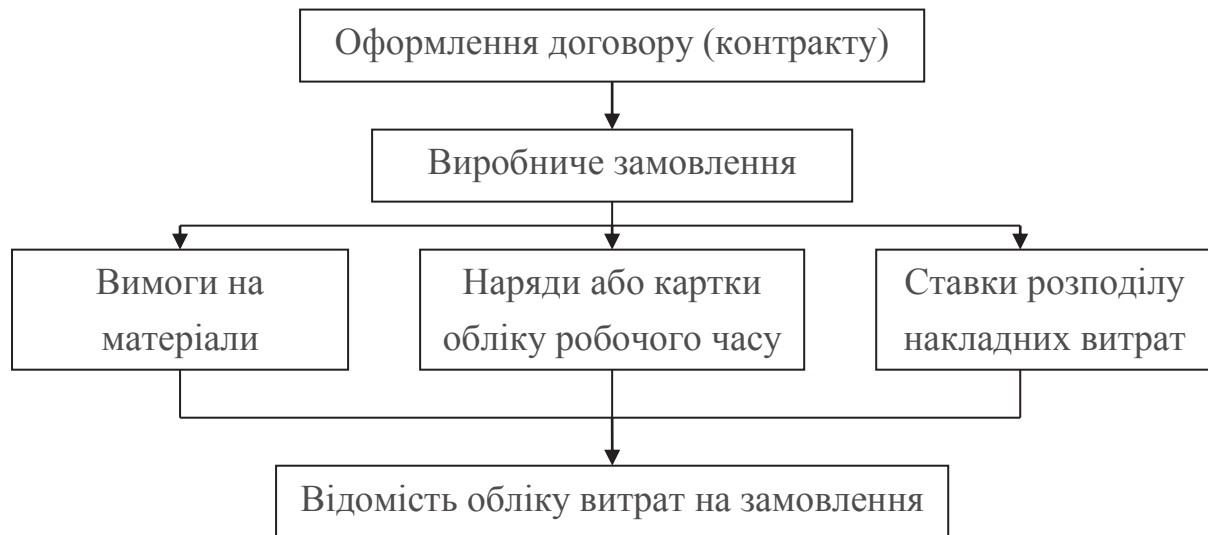 Оформлення договору (контракту)
Виробниче замовлення
Вимоги на
матеріали
Наряди або картки
обліку робочого часу
Ставки розподілу
накладних витрат
Відомість обліку витрат на замовлення